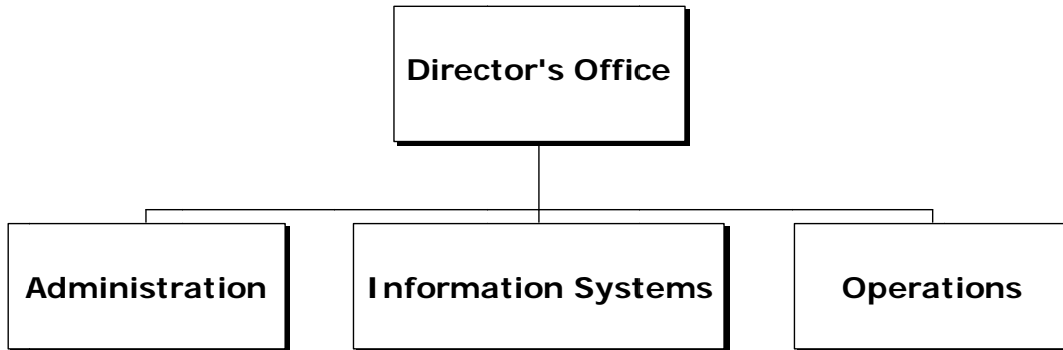 Director's Office
Administration
Information Systems
Operations